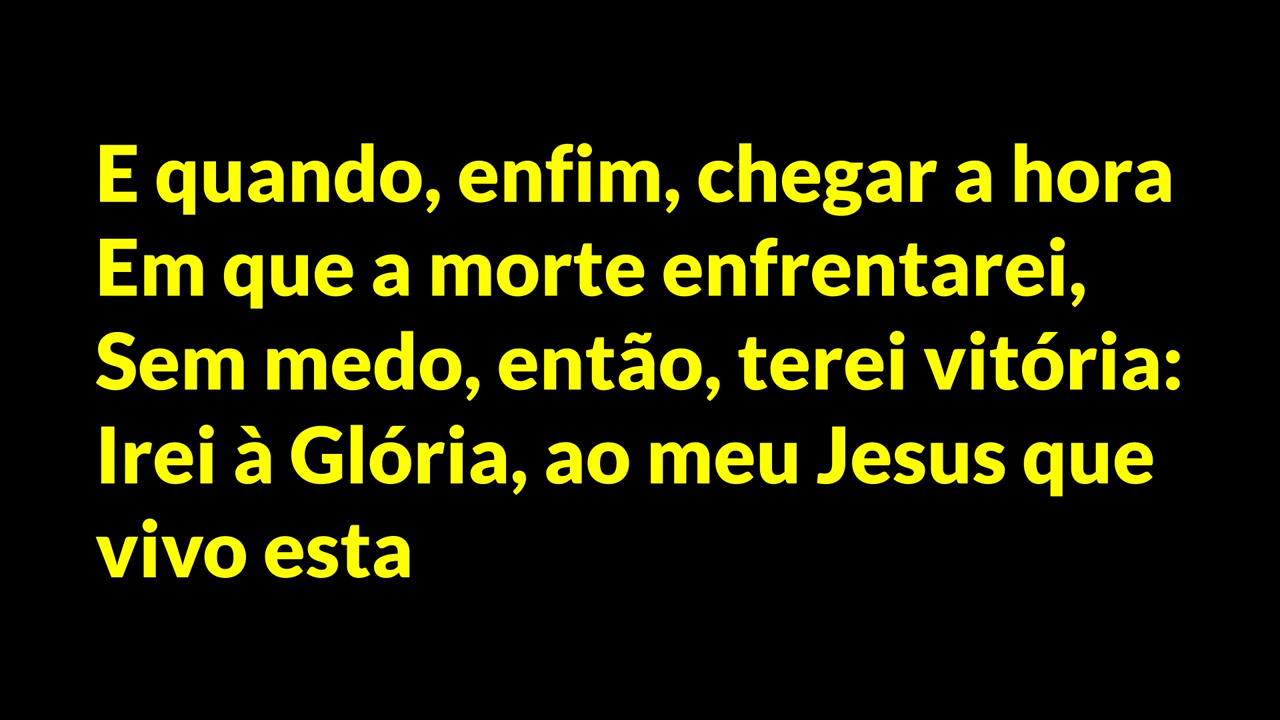 E quando, enfim, chegar a hora
Em que a morte enfrentarei,
Sem medo, então, terei vitória:
Irei à Glória, ao meu Jesus que
vivo esta